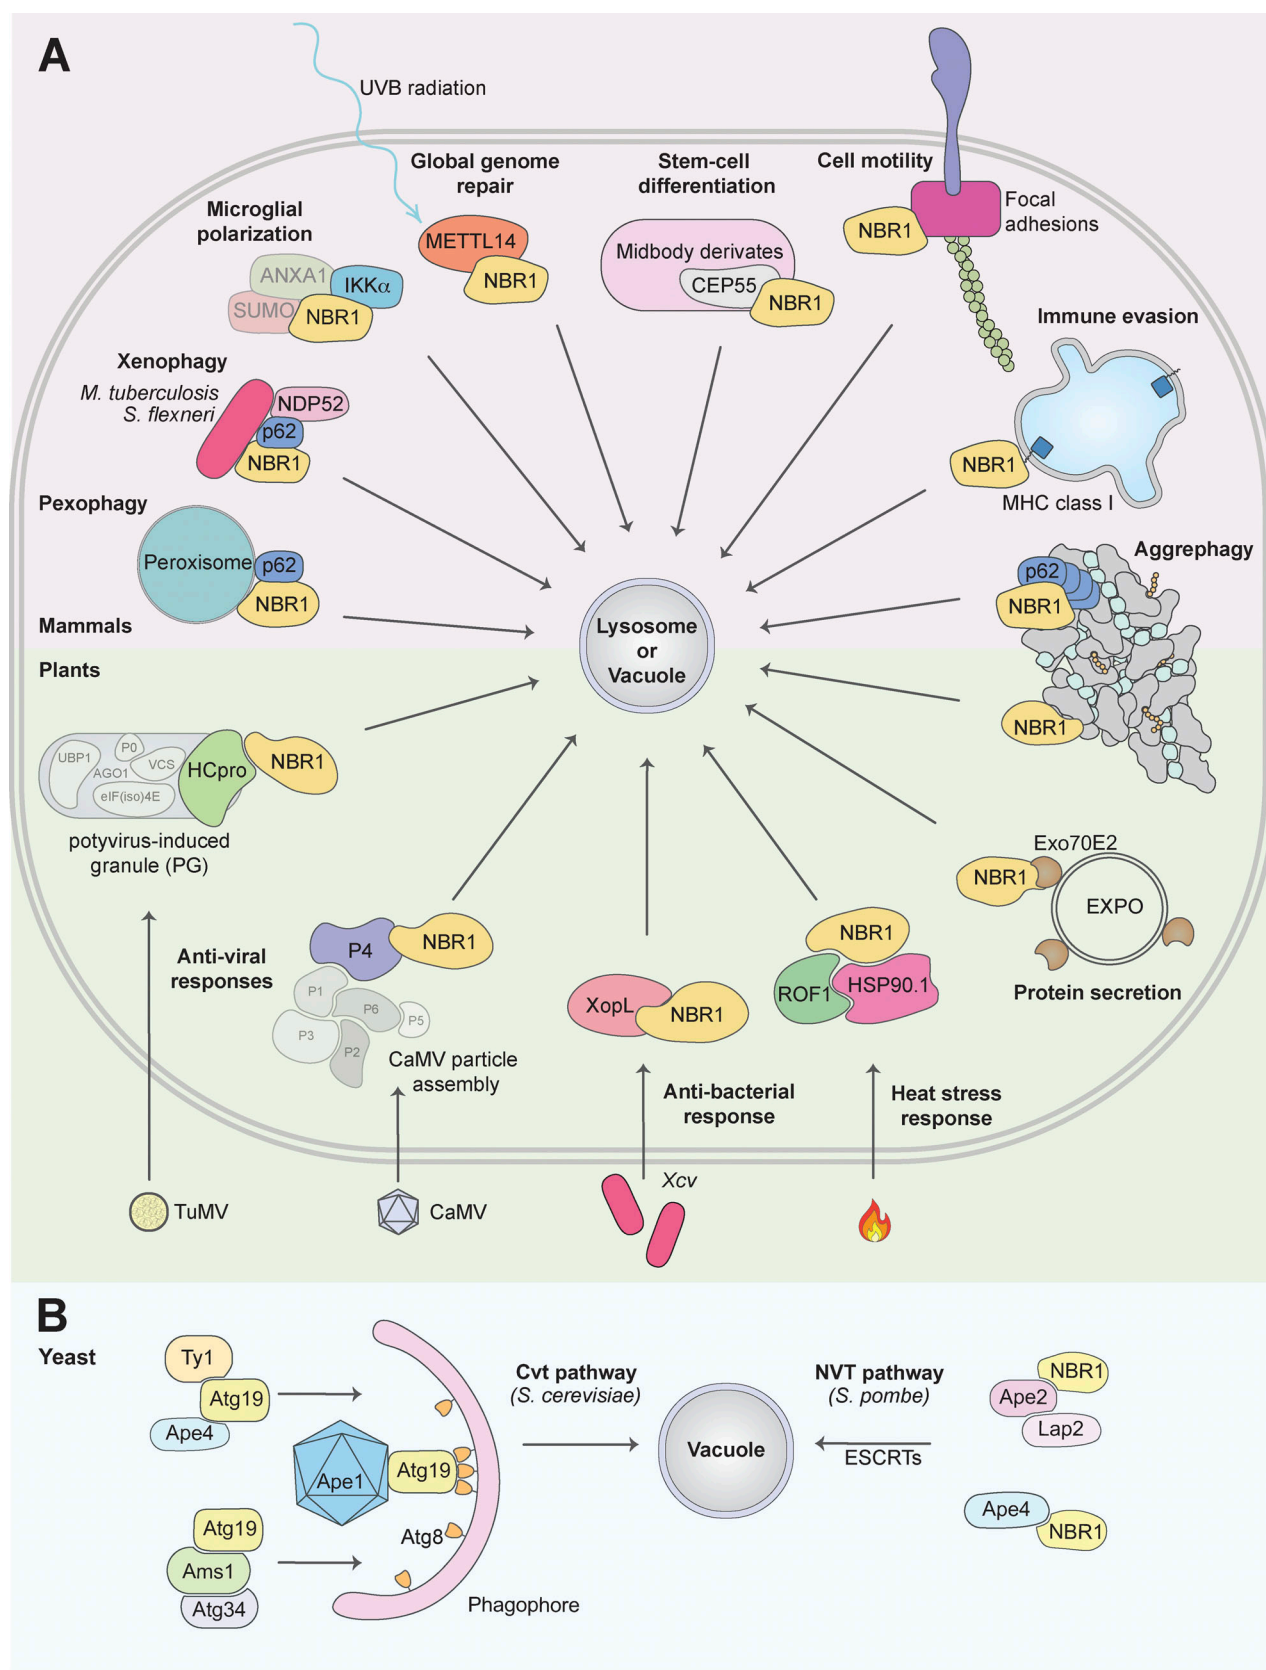 A
UVB radiation
Global genome
repair
Stem-cell
differentiation
Cell motility
Microglial
polarization
METTL14
NBR1
Midbody derivates
CEP55
NBR1
NBR1
Focal
adhesions
ANXA1
IKKα
SUMO
NBR1
Immune evasion
Xenophagy
M. tuberculosis
S. flexneri
NDP52
p62
NBR1
NBR1
MHC class I
Pexophagy
Peroxisome
p62
NBR1
Aggrephagy
p62
NBR1
Mammals
Lysosome
or
Vacuole
Plants
NBR1
UBP1
P0
AGO1
VCS
eIF(iso)4E
HCpro
NBR1
potyvirus-induced
granule (PG)
Exo70E2
NBR1
EXPO
Protein secretion
Anti-viral
responses
P4
NBR1
P1
P6
P5
P3
P2
CaMV particle
assembly
XopL
NBR1
NBR1
ROF1
HSP90.1
Anti-bacterial
response
Heat stress
response
TuMV
CaMV
Xcv
B
Yeast
Ty1
Atg19
Ape4
Ape1
Atg19
Atg8
Atg19
Ams1
Atg34
Phagophore
Cvt pathway
(S. cerevisiae)
Vacuole
NVT pathway
(S. pombe)
ESCRTs
NBR1
Ape2
Lap2
Ape4
NBR1